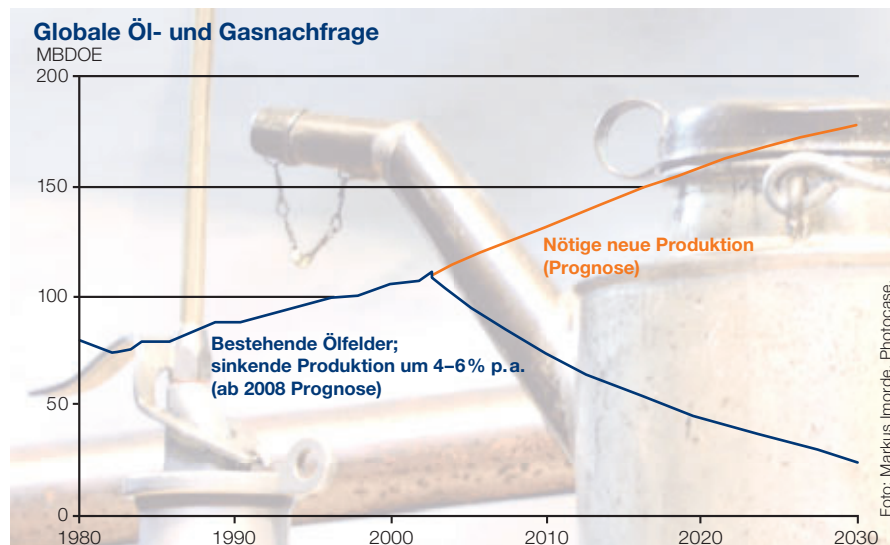 Globale Öl- und Gasnachfrage
MBDOE
200
150
100
50
0
Nötige neue Produktion
(Prognose)
Bestehende Ölfelder;
sinkende Produktion um 4–6% p.a.
(ab 2008 Prognose)
1980 1990 2000 2010 2020 2030
Foto: Markus Imorde, Photocase